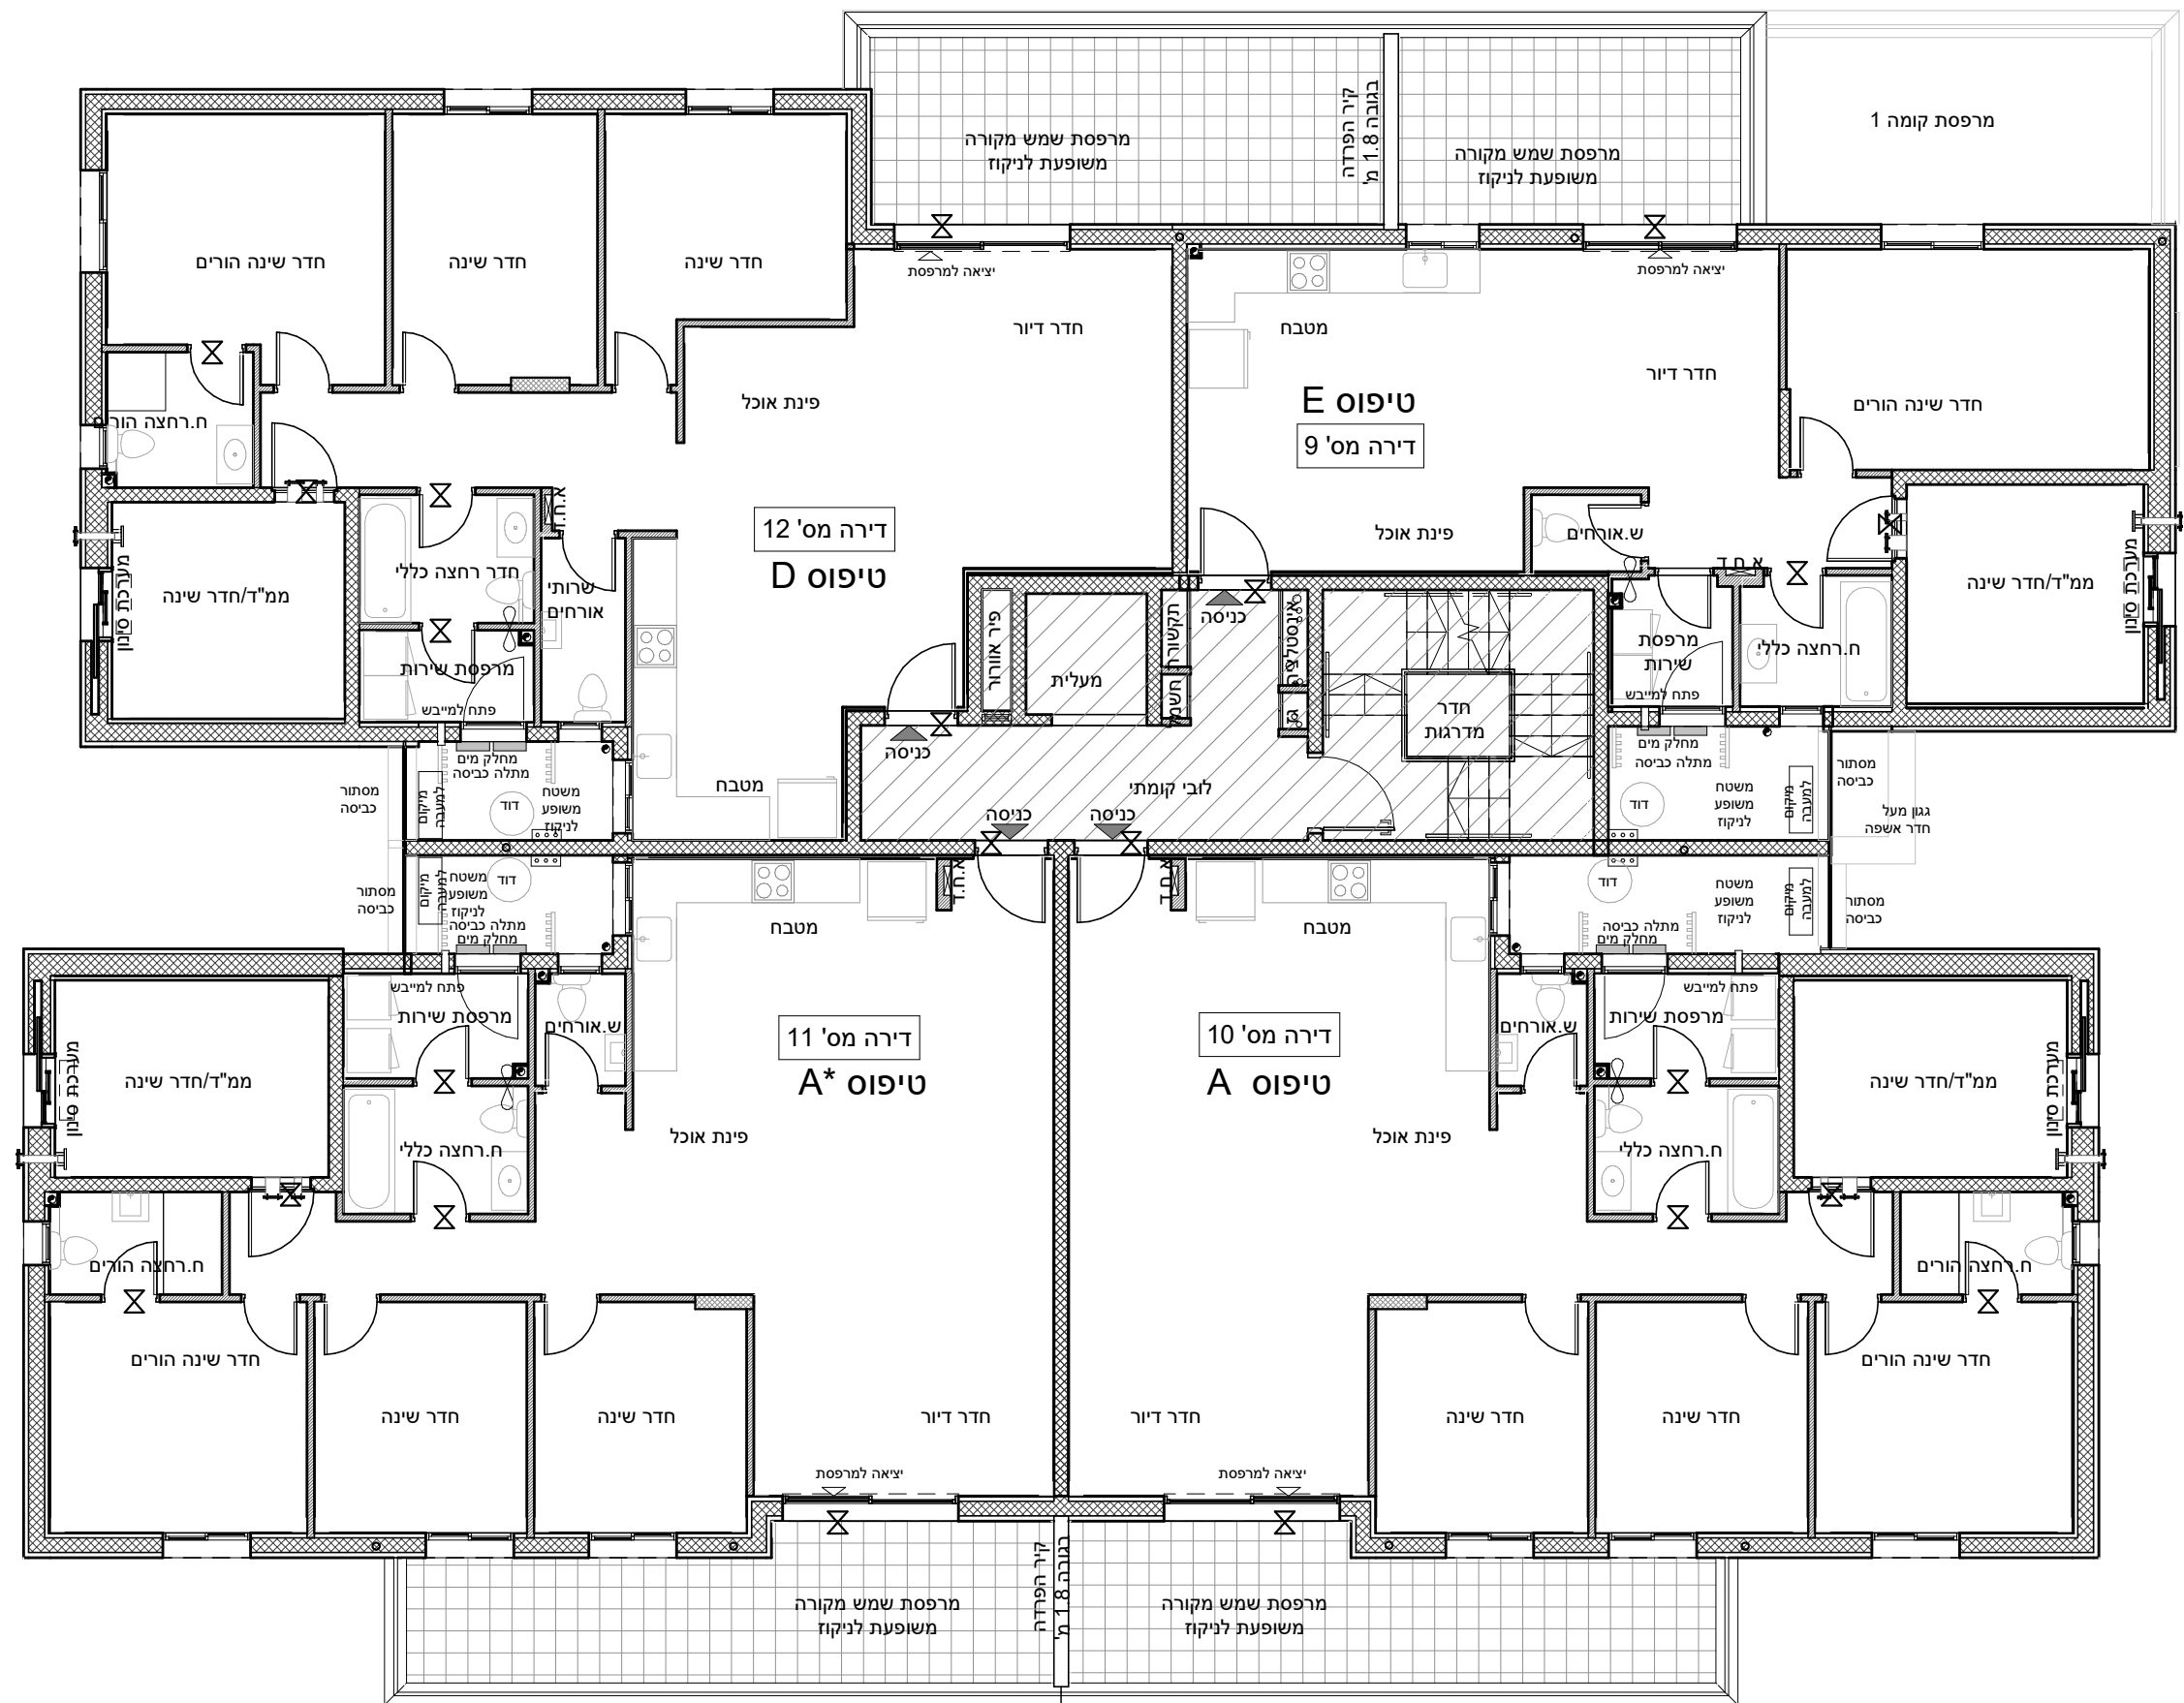 מרפסת קומה 1
מרפסת שמש מקורה
משופעת לניקוז
קיר הפרדה
בגובה 1.8 מ'
מרפסת שמש מקורה
משופעת לניקוז
חדר שינה הורים
חדר שינה
חדר שינה
יציאה למרפסת
יציאה למרפסת
חדר דיור
מטבח
חדר דיור
חדר שינה הורים
פינת אוכל
טיפוס E
דירה מס' 9
ח.רחצה הורים
דירה מס' 12
טיפוס D
פינת אוכל
ש.אורחים
א.ח.ד
א.ח.ד
ממ"ד/חדר שינה
מערכת סינון
חדר רחצה כללי
שרותי
אורחים
מרפסת שירות
פתח למייבש
פיר אוורור
מעלית
תקשורת
חשמל
כניסה
אינסטלציה
גז
חדר
מדרגות
מרפסת
שירות
פתח למייבש
ח.רחצה כללי
ממ"ד/חדר שינה
מערכת סינון
כניסה
לובי קומתי
כניסה
כניסה
מסתור
כביסה
מיקום
למעבה
מחלק מים
מתלה כביסה
דוד
משטח
משופע
לניקוז
מטבח
מחלק מים
מתלה כביסה
דוד
משטח
משופע
לניקוז
מיקום
למעבה
מסתור
כביסה
גגון מעל
חדר אשפה
מסתור
כביסה
מיקום
למעבה
משטח
משופע
לניקוז
דוד
מתלה כביסה
מחלק מים
מטבח
א.ח.ד
א.ח.ד
מטבח
דוד
מתלה כביסה
מחלק מים
משטח
משופע
לניקוז
מיקום
למעבה
מסתור
כביסה
פתח למייבש
מרפסת שירות
ש.אורחים
דירה מס' 11
טיפוס A*
דירה מס' 10
טיפוס A
ש.אורחים
מרפסת שירות
פתח למייבש
ממ"ד/חדר שינה
מערכת סינון
ח.רחצה כללי
פינת אוכל
פינת אוכל
ח.רחצה כללי
ממ"ד/חדר שינה
מערכת סינון
ח.רחצה הורים
ח.רחצה הורים
חדר שינה הורים
חדר שינה
חדר שינה
חדר דיור
חדר דיור
חדר שינה
חדר שינה
חדר שינה הורים
יציאה למרפסת
יציאה למרפסת
מרפסת שמש מקורה
משופעת לניקוז
קיר הפרדה
בגובה 1.8 מ'
מרפסת שמש מקורה
משופעת לניקוז